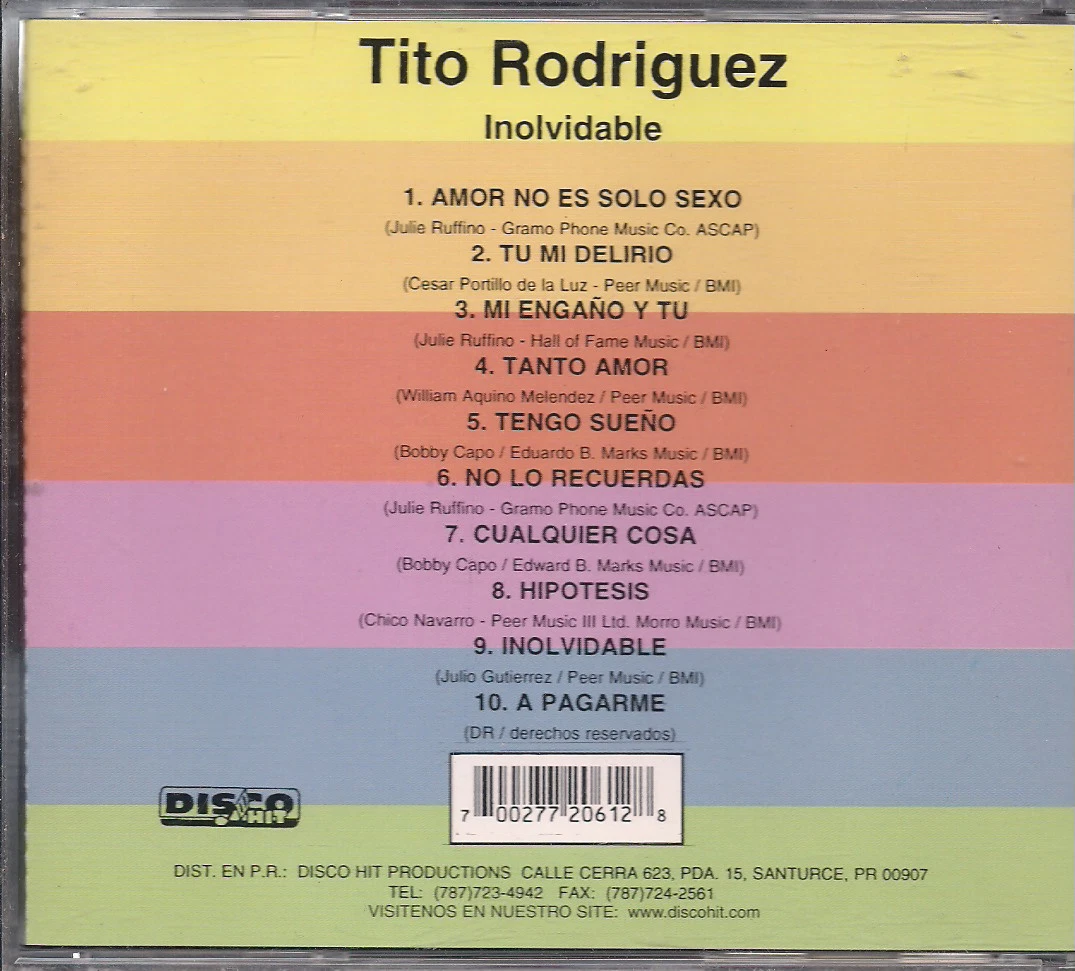 Tito Rodriguez
Inolvidable
1. AMOR NO ES SOLO SEXO
(Julie Ruffino - Gramo Phone Music Co. ASCAP)
2. TU MI DELIRIO
(Cesar Portillo de la Luz - Peer Music / BMI)
3. MI ENGAÑO Y TU
(Julie Ruffino - Hall of Fame Music / BMI)
4. TANTO AMOR
(William Aquino Melendez / Peer Music / BMI)
5. TENGO SUEÑO
(Bobby Capo / Eduardo B. Marks Music / BMI)
6. NO LO RECUERDAS
(Julie Ruffino - Gramo Phone Music Co. ASCAP)
7. CUALQUIER COSA
(Bobby Capo / Edward B. Marks Music / BMI)
8. HIPOTESIS
(Chico Navarro - Peer Music III Ltd. Morro Music / BMI)
9. INOLVIDABLE
(Julio Gutierrez / Peer Music / BMI)
10. A PAGARME
(DR / derechos reservados)
DISCO
HIT
7 00277 20612 8
DIST. EN P.R.: DISCO HIT PRODUCTIONS CALLE CERRA 623, PDA. 15, SANTURCE, PR 00907
TEL: (787)723-4942 FAX: (787)724-2561
VISITENOS EN NUESTRO SITE: www.discohit.com